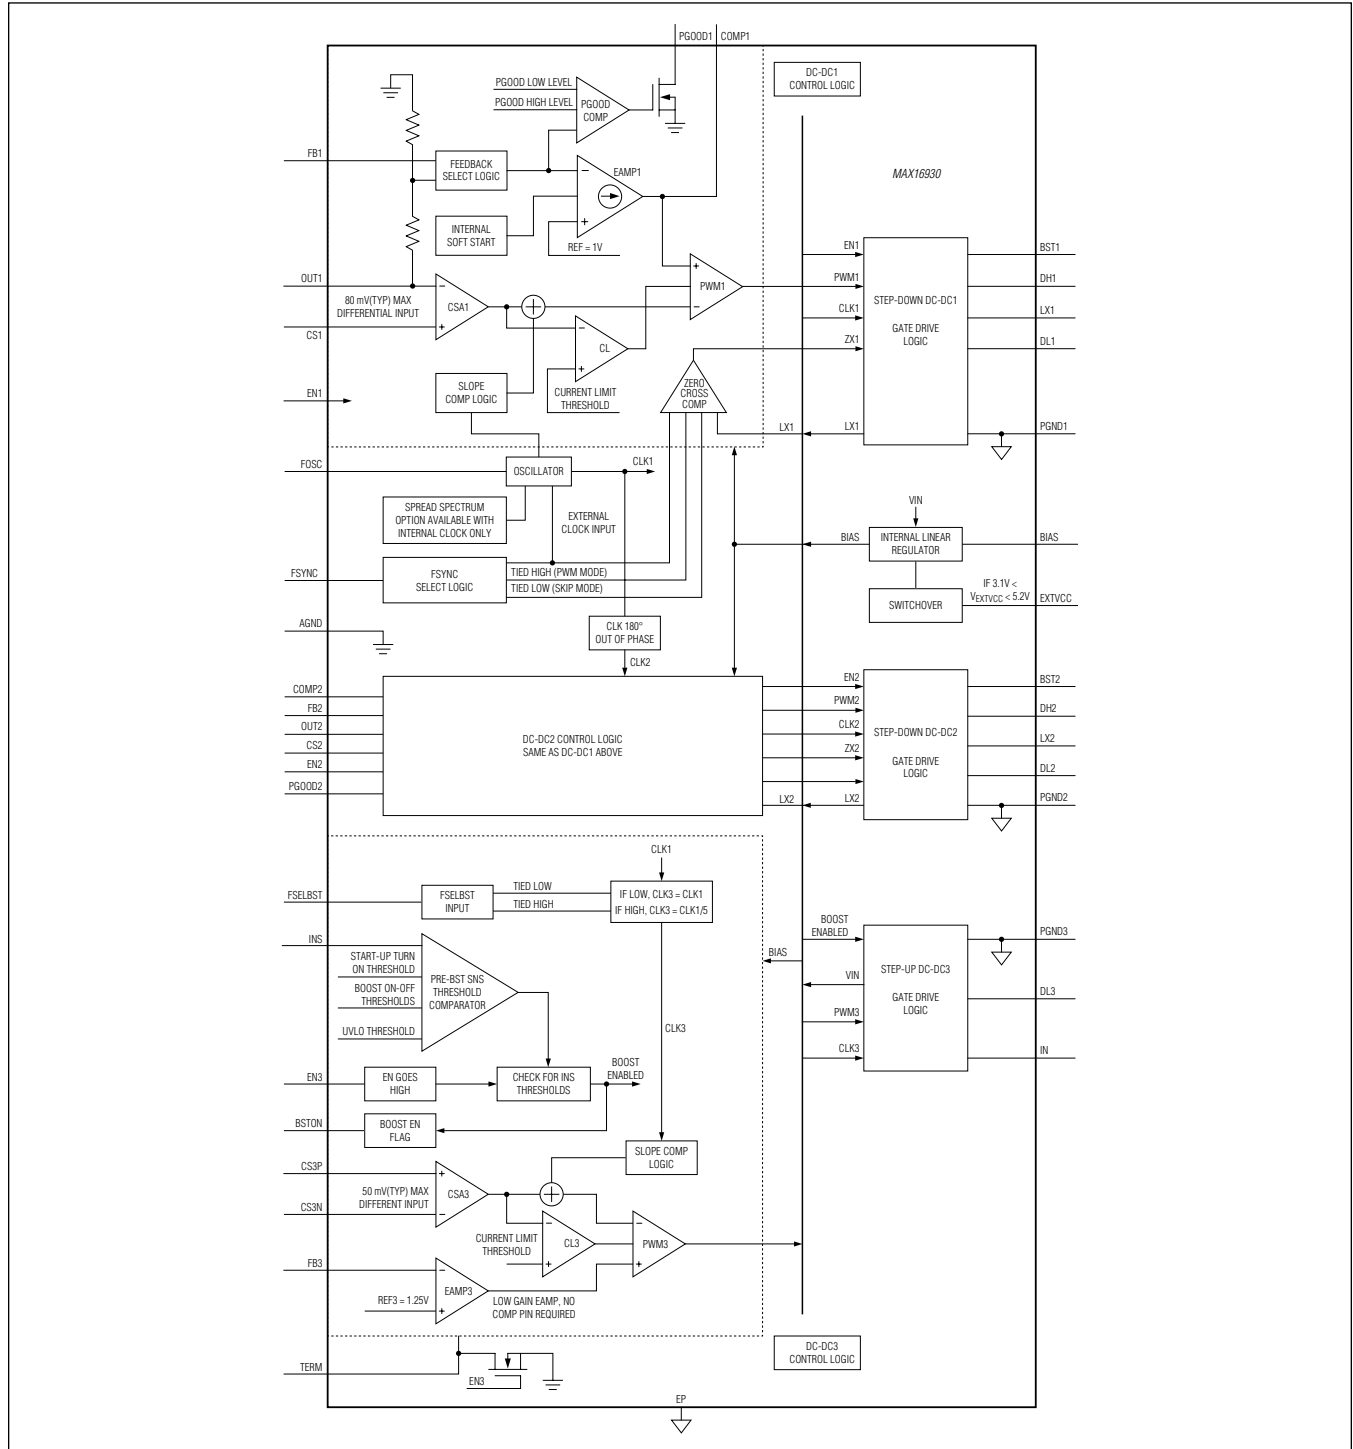 PGOOD1
COMP1
PGOOD LOW LEVEL
PGOOD HIGH LEVEL
PGOOD
COMP
DC-DC1
CONTROL LOGIC
FB1
FEEDBACK
SELECT LOGIC
EAMP1
−
+
INTERNAL
SOFT START
REF = 1V
MAX16930
OUT1
80 mV(TYP) MAX
DIFFERENTIAL INPUT
CS1
−
+
CSA1
+
−
+
CL
CURRENT LIMIT
THRESHOLD
SLOPE
COMP LOGIC
+
−
PWM1
ZERO
CROSS
COMP
EN1
LX1
EN1
PWM1
CLK1
ZX1
LX1
STEP-DOWN DC-DC1
GATE DRIVE
LOGIC
BST1
DH1
LX1
DL1
PGND1
FOSC
OSCILLATOR
CLK1
SPREAD SPECTRUM
OPTION AVAILABLE WITH
INTERNAL CLOCK ONLY
EXTERNAL
CLOCK INPUT
FSYNC
FSYNC
SELECT LOGIC
TIED HIGH (PWM MODE)
TIED LOW (SKIP MODE)
VIN
BIAS
INTERNAL LINEAR
REGULATOR
BIAS
SWITCHOVER
IF 3.1V <
VEXTVCC < 5.2V
EXTVCC
AGND
CLK 180°
OUT OF PHASE
CLK2
COMP2
FB2
OUT2
CS2
EN2
PGOOD2
DC-DC2 CONTROL LOGIC
SAME AS DC-DC1 ABOVE
LX2
EN2
PWM2
CLK2
ZX2
LX2
STEP-DOWN DC-DC2
GATE DRIVE
LOGIC
BST2
DH2
LX2
DL2
PGND2
CLK1
FSELBST
FSELBST
INPUT
TIED LOW
TIED HIGH
IF LOW, CLK3 = CLK1
IF HIGH, CLK3 = CLK1/5
INS
START-UP TURN
ON THRESHOLD
BOOST ON-OFF
THRESHOLDS
UVLO THRESHOLD
PRE-BST SNS
THRESHOLD
COMPARATOR
CLK3
BIAS
BOOST
ENABLED
VIN
PWM3
CLK3
STEP-UP DC-DC3
GATE DRIVE
LOGIC
PGND3
DL3
IN
EN3
EN GOES
HIGH
CHECK FOR INS
THRESHOLDS
BOOST
ENABLED
BSTON
BOOST EN
FLAG
SLOPE COMP
LOGIC
CS3P
50 mV(TYP) MAX
DIFFERENT INPUT
CS3N
+
−
CSA3
+
CURRENT LIMIT
THRESHOLD
−
+
CL3
−
+
PWM3
FB3
REF3 = 1.25V
−
+
EAMP3
LOW GAIN EAMP, NO
COMP PIN REQUIRED
TERM
EN3
DC-DC3
CONTROL LOGIC
EP